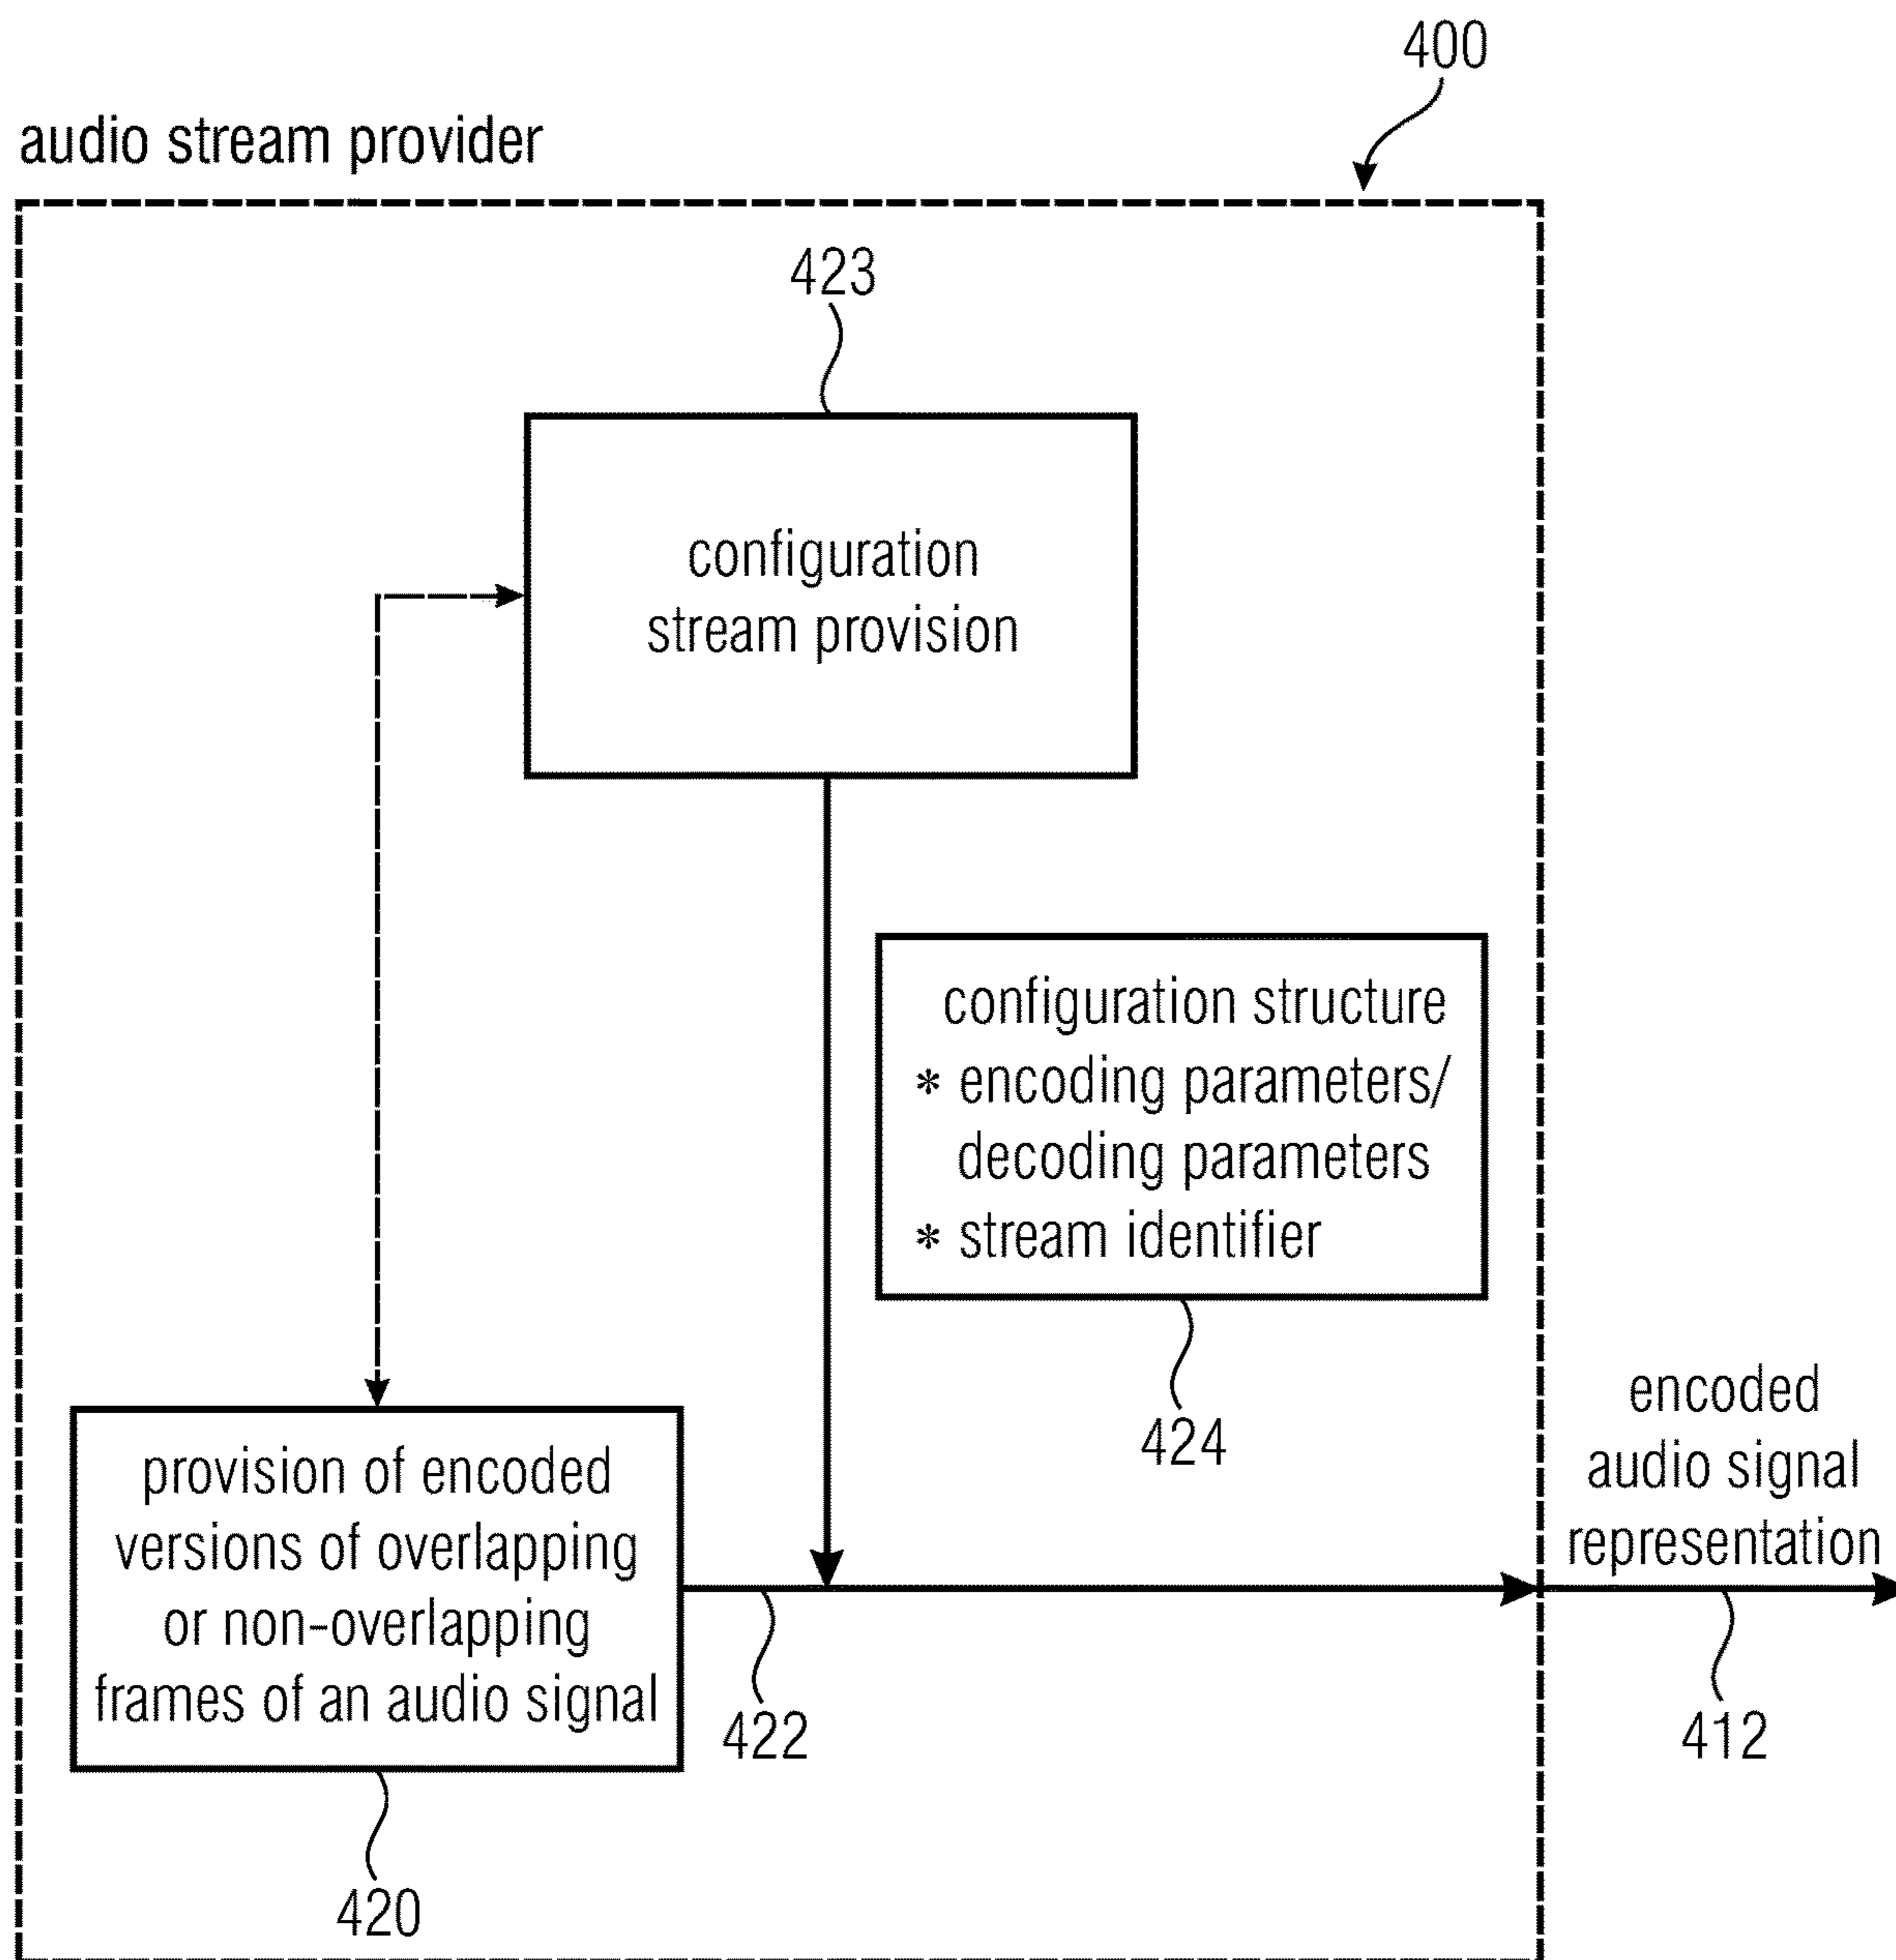 400
audio stream provider
423
configuration
stream provision
configuration structure
* encoding parameters/
decoding parameters
* stream identifier
424
encoded
audio signal
representation
provision of encoded
versions of overlapping
or non-overlapping
frames of an audio signal
422
412
420